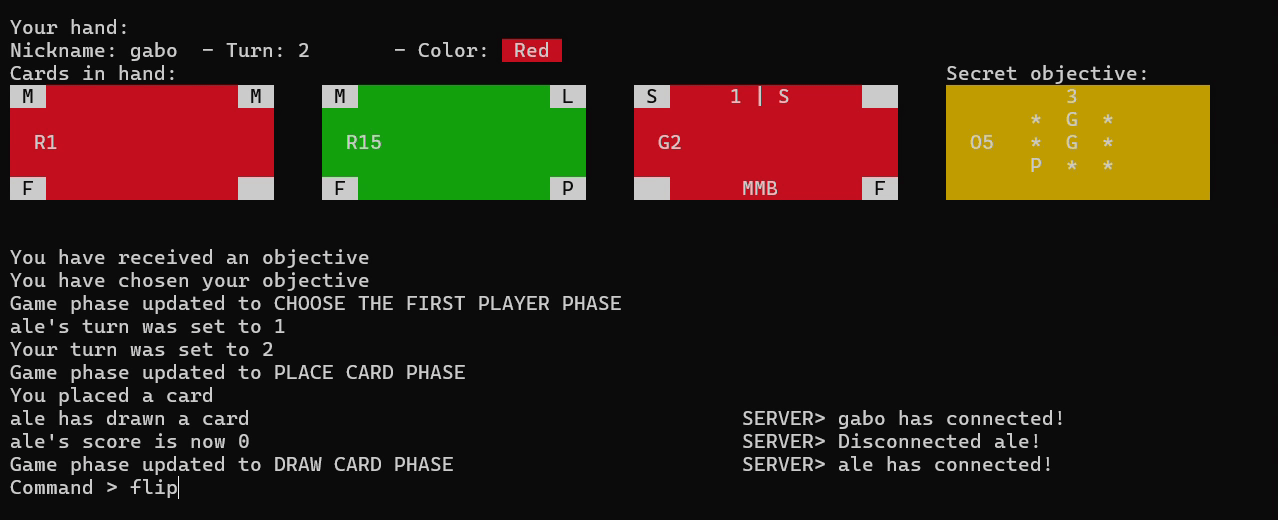 Your hand:
Nickname: gabo - Turn: 2 - Color: Red
Cards in hand: Secret objective:
M M M L S 1 | S 3
* G *
R1 R15 G2 O5 * G *
P * *
F F P MMB F
You have received an objective
You have chosen your objective
Game phase updated to CHOOSE THE FIRST PLAYER PHASE
ale's turn was set to 1
Your turn was set to 2
Game phase updated to PLACE CARD PHASE
You placed a card
ale has drawn a card SERVER> gabo has connected!
ale's score is now 0 SERVER> Disconnected ale!
Game phase updated to DRAW CARD PHASE SERVER> ale has connected!
Command > flip